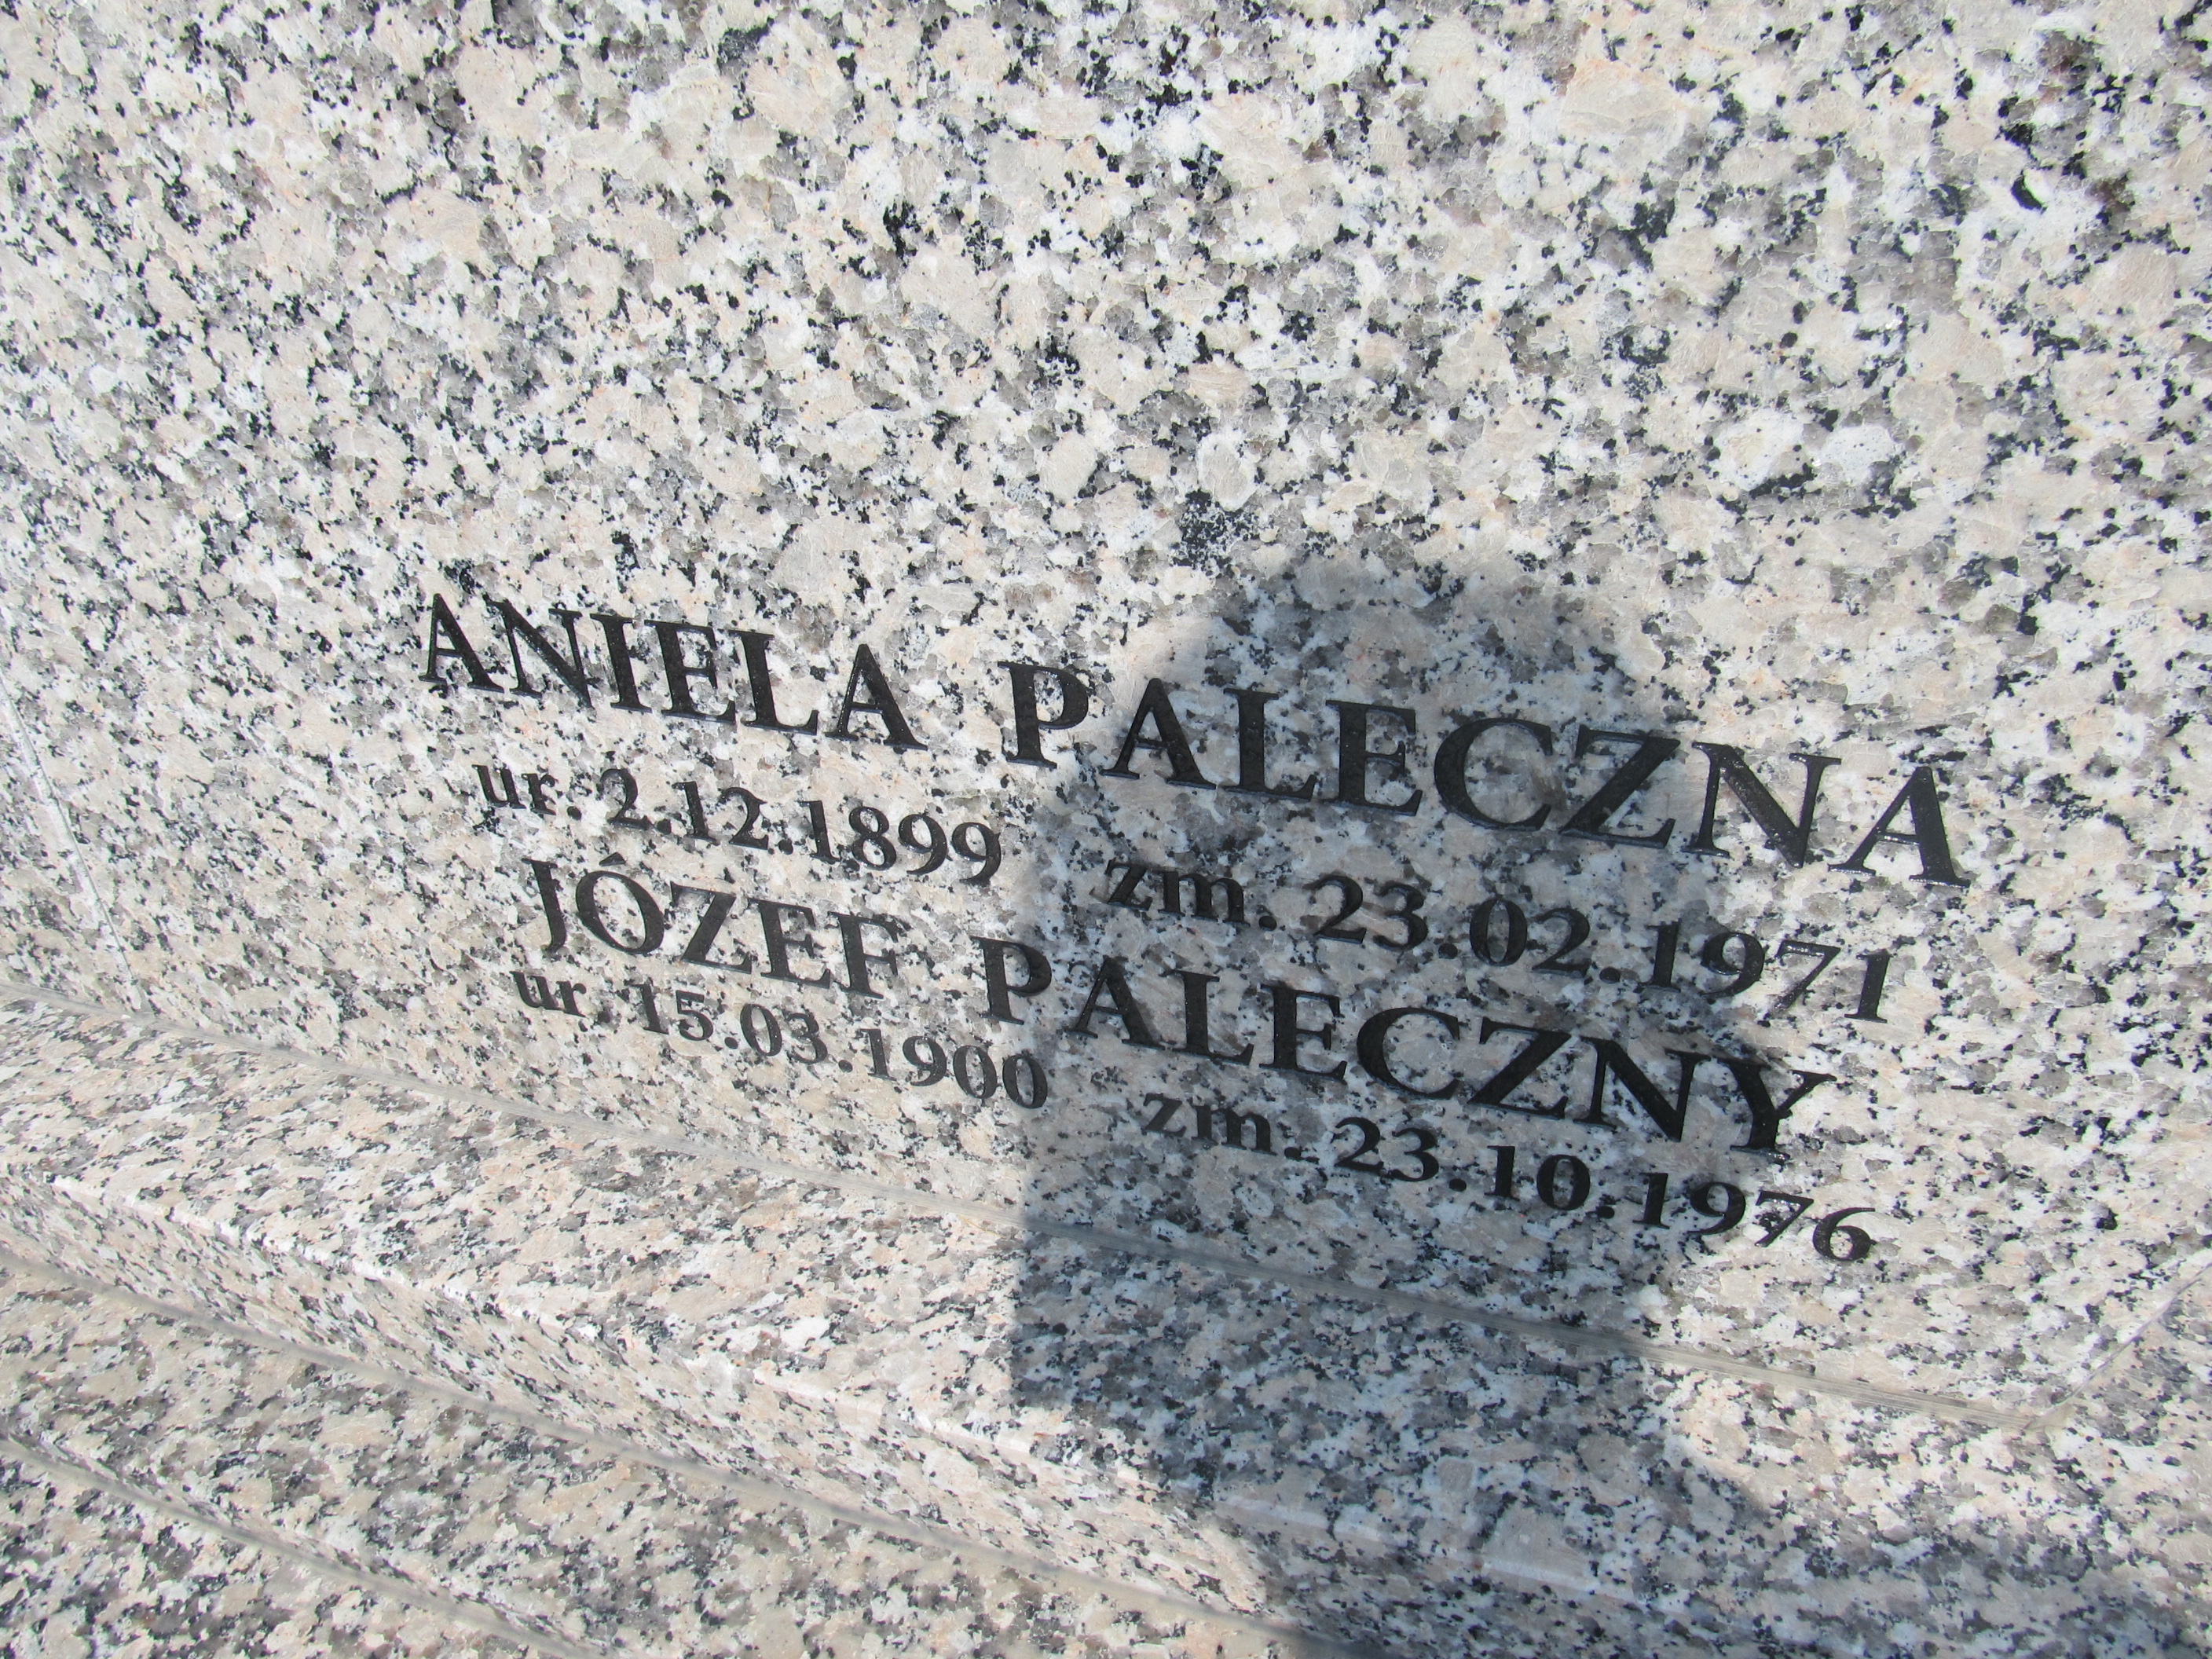 ANIELA PALECZNA
ur. 2.12.1899 zm. 23.02.1971
JÓZEF PALECZNY
ur. 15.03.1900 zm. 23.10.1976